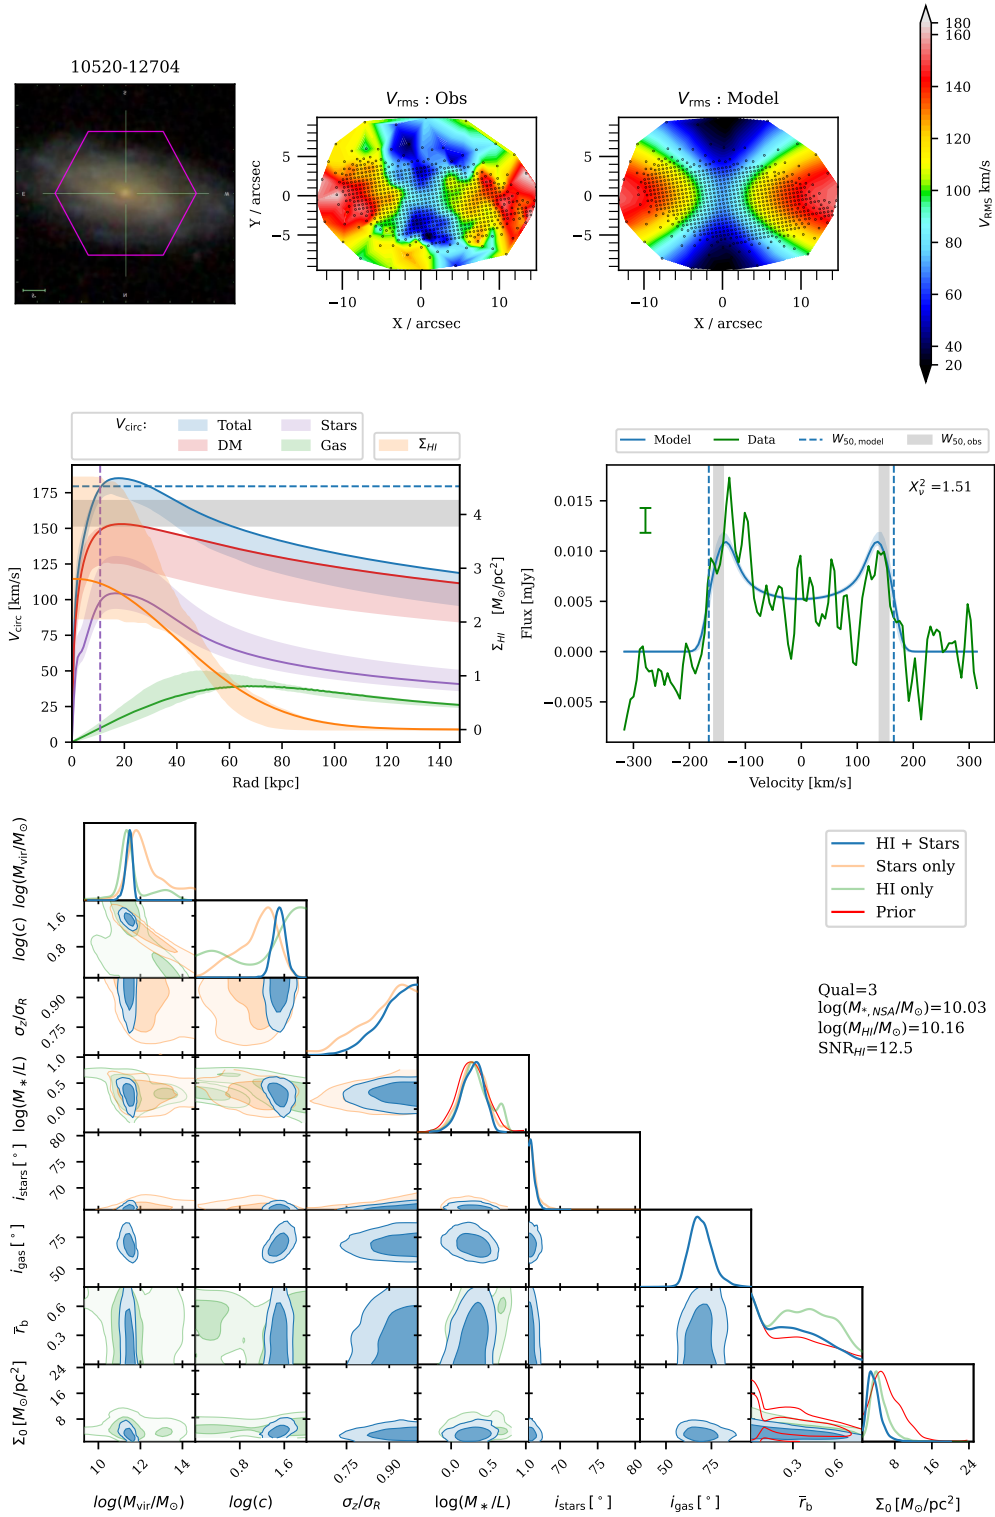 10520-12704
V_rms : Obs
V_rms : Model
5
0
−5
Y / arcsec
−10 0 10
X / arcsec
5
0
−5
−10 0 10
X / arcsec
180
160
140
120
100
80
60
40
20
V_RMS km/s
V_circ:
Total
DM
Stars
Gas
Σ_HI
175
150
125
100
75
50
25
0
V_circ [km/s]
0 20 40 60 80 100 120 140
Rad [kpc]
4
3
2
1
0
Σ_HI [M_⊙/pc²]
Model
Data
W_50, model
W_50, obs
X²_ν =1.51
0.015
0.010
0.005
0.000
−0.005
Flux [mJy]
−300 −200 −100 0 100 200 300
Velocity [km/s]
HI + Stars
Stars only
HI only
Prior
Qual=3
log(M_*, NSA/M_⊙)=10.03
log(M_HI/M_⊙)=10.16
SNR_HI=12.5
log(M_vir/M_⊙)
1.6
0.8
log(c)
0.90
0.75
σ_z/σ_R
1.0
0.5
0.0
log(M_*/L)
80
75
70
i_stars [°]
75
50
i_gas [°]
0.6
0.3
r̄_b
24
16
8
Σ_0 [M_⊙/pc²]
10 12 14
0.8 1.6
0.75 0.90
0.0 0.5 1.0
70 75 80
50 75
0.3 0.6
8 16 24
log(M_vir/M_⊙)
log(c)
σ_z/σ_R
log(M_*/L)
i_stars [°]
i_gas [°]
r̄_b
Σ_0 [M_⊙/pc²]